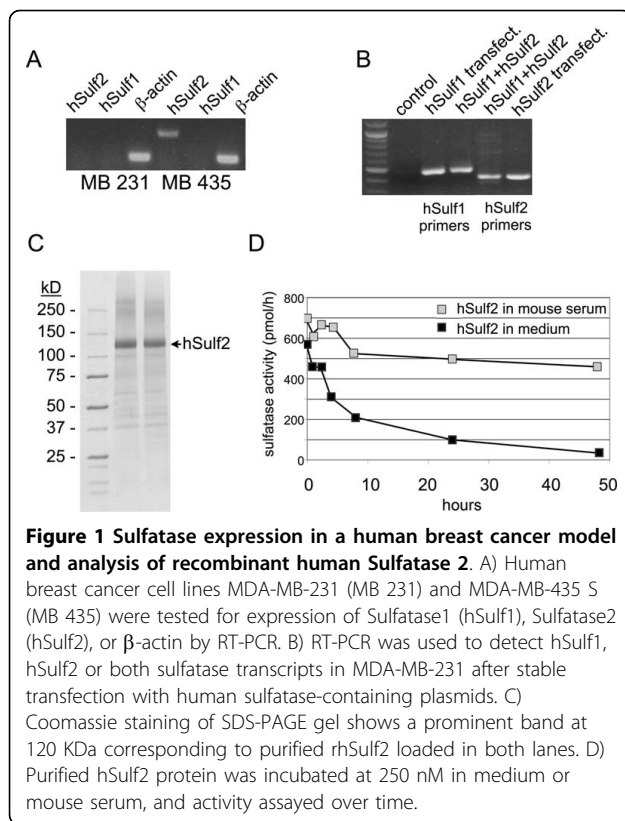 A
hSulf2
hSulf1
β-actin
hSulf2
hSulf1
β-actin
MB 231 MB 435
B
control
hSulf1 transfect.
hSulf1+hSulf2
hSulf1+hSulf2
hSulf2 transfect.
hSulf1 primers
hSulf2 primers
C
kD
250 -
150 -
100 -
75 -
50 -
37 -
25 -
hSulf2
D
sulfatase activity (pmol/h)
800
600
400
200
0
hSulf2 in mouse serum
hSulf2 in medium
0 10 20 30 40 50
hours
Figure 1 Sulfatase expression in a human breast cancer model
and analysis of recombinant human Sulfatase 2. A) Human
breast cancer cell lines MDA-MB-231 (MB 231) and MDA-MB-435 S
(MB 435) were tested for expression of Sulfatase1 (hSulf1), Sulfatase2
(hSulf2), or β-actin by RT-PCR. B) RT-PCR was used to detect hSulf1,
hSulf2 or both sulfatase transcripts in MDA-MB-231 after stable
transfection with human sulfatase-containing plasmids. C)
Coomassie staining of SDS-PAGE gel shows a prominent band at
120 KDa corresponding to purified rhSulf2 loaded in both lanes. D)
Purified hSulf2 protein was incubated at 250 nM in medium or
mouse serum, and activity assayed over time.